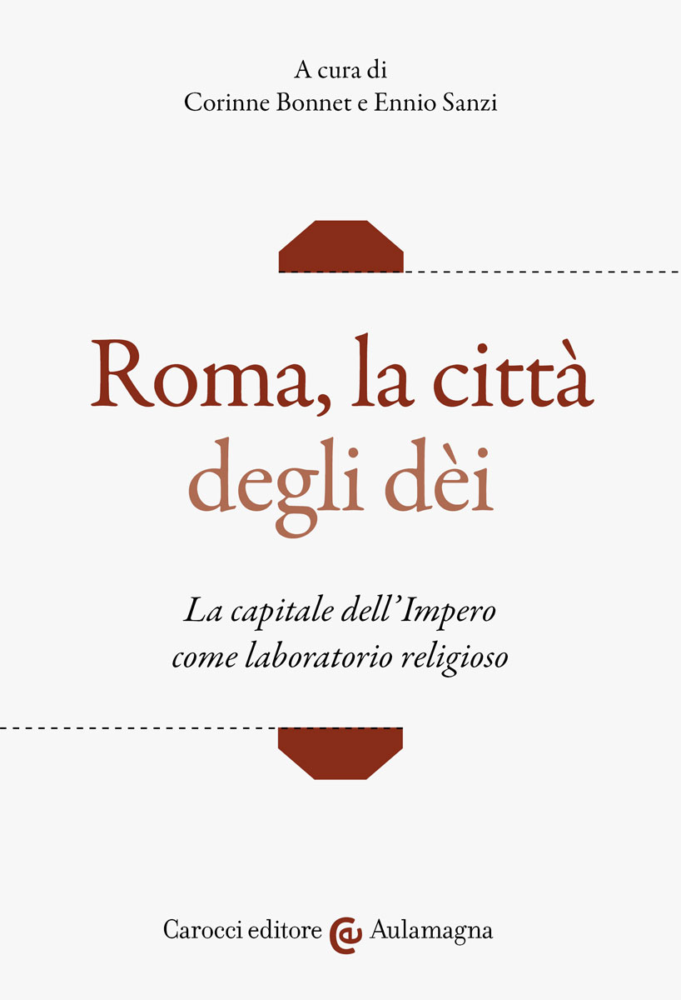 A cura di
Corinne Bonnet e Ennio Sanzi
Roma, la città
degli dèi
La capitale dell’Impero
come laboratorio religioso
Carocci editore Ce Aulamagna